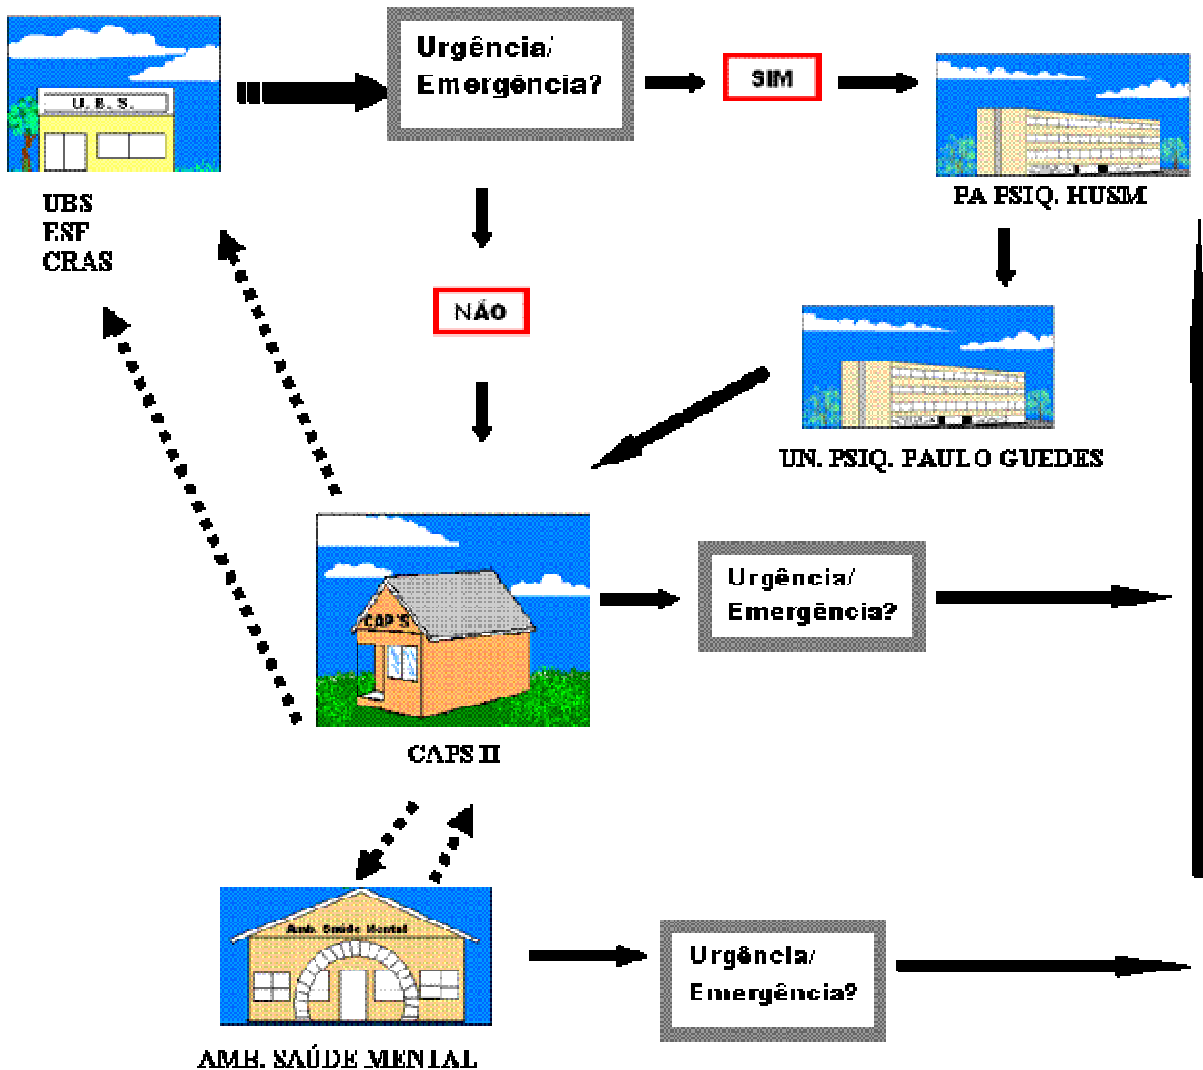 Urgência/
Emergência?
SIM
U. B. S.
UBS
ESF
CRAS
PA PSIQ. HUSM
NÃO
UN. PSIQ. PAULO GUEDES
CAP'S
Urgência/
Emergência?
CAPS II
Amb. Saúde Mental
Urgência/
Emergência?
AMB. SAÚDE MENTAL